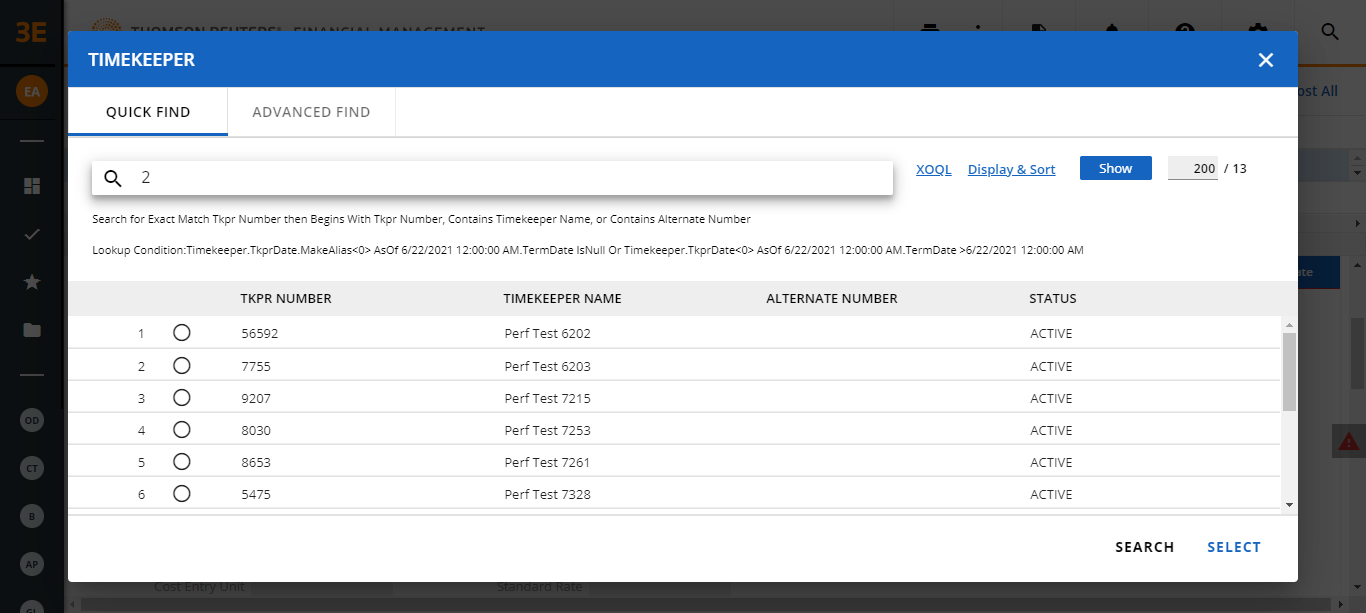 3E
THOMSON REUTERS® FINANCIAL MANAGEMENT
TIMEKEEPER
EA
ost All
QUICK FIND
ADVANCED FIND
2
XOQL
Display & Sort
Show
200 / 13
Search for Exact Match Tkpr Number then Begins With Tkpr Number, Contains Timekeeper Name, or Contains Alternate Number
Lookup Condition:Timekeeper.TkprDate.MakeAlias<0> AsOf 6/22/2021 12:00:00 AM.TermDate IsNull Or Timekeeper.TkprDate<0> AsOf 6/22/2021 12:00:00 AM.TermDate >6/22/2021 12:00:00 AM
ate
TKPR NUMBER TIMEKEEPER NAME ALTERNATE NUMBER STATUS
1 56592 Perf Test 6202 ACTIVE
2 7755 Perf Test 6203 ACTIVE
3 9207 Perf Test 7215 ACTIVE
4 8030 Perf Test 7253 ACTIVE
5 8653 Perf Test 7261 ACTIVE
6 5475 Perf Test 7328 ACTIVE
OD
CT
B
AP
GL
SEARCH
SELECT
Cost Entry Unit
Standard Rate